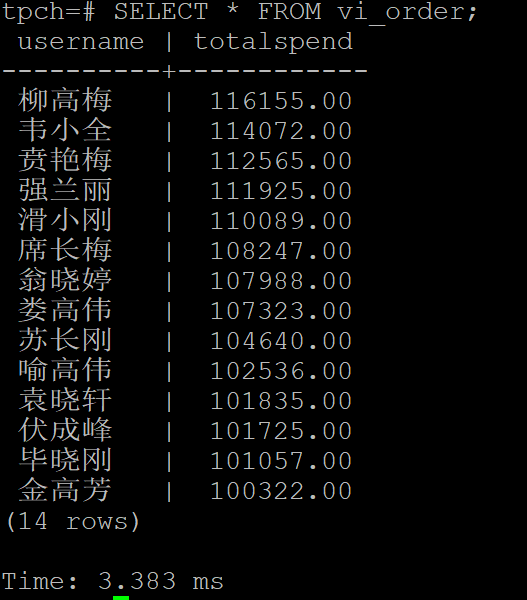 tpch=# SELECT * FROM vi_order;
 username | totalspend
----------+------------
 柳高梅   |  116155.00
 韦小全   |  114072.00
 贲艳梅   |  112565.00
 强兰丽   |  111925.00
 滑小刚   |  110089.00
 席长梅   |  108247.00
 翁晓婷   |  107988.00
 娄高伟   |  107323.00
 苏长刚   |  104640.00
 喻高伟   |  102536.00
 袁晓轩   |  101835.00
 伏成峰   |  101725.00
 毕晓刚   |  101057.00
 金高芳   |  100322.00
(14 rows)
Time: 3.383 ms